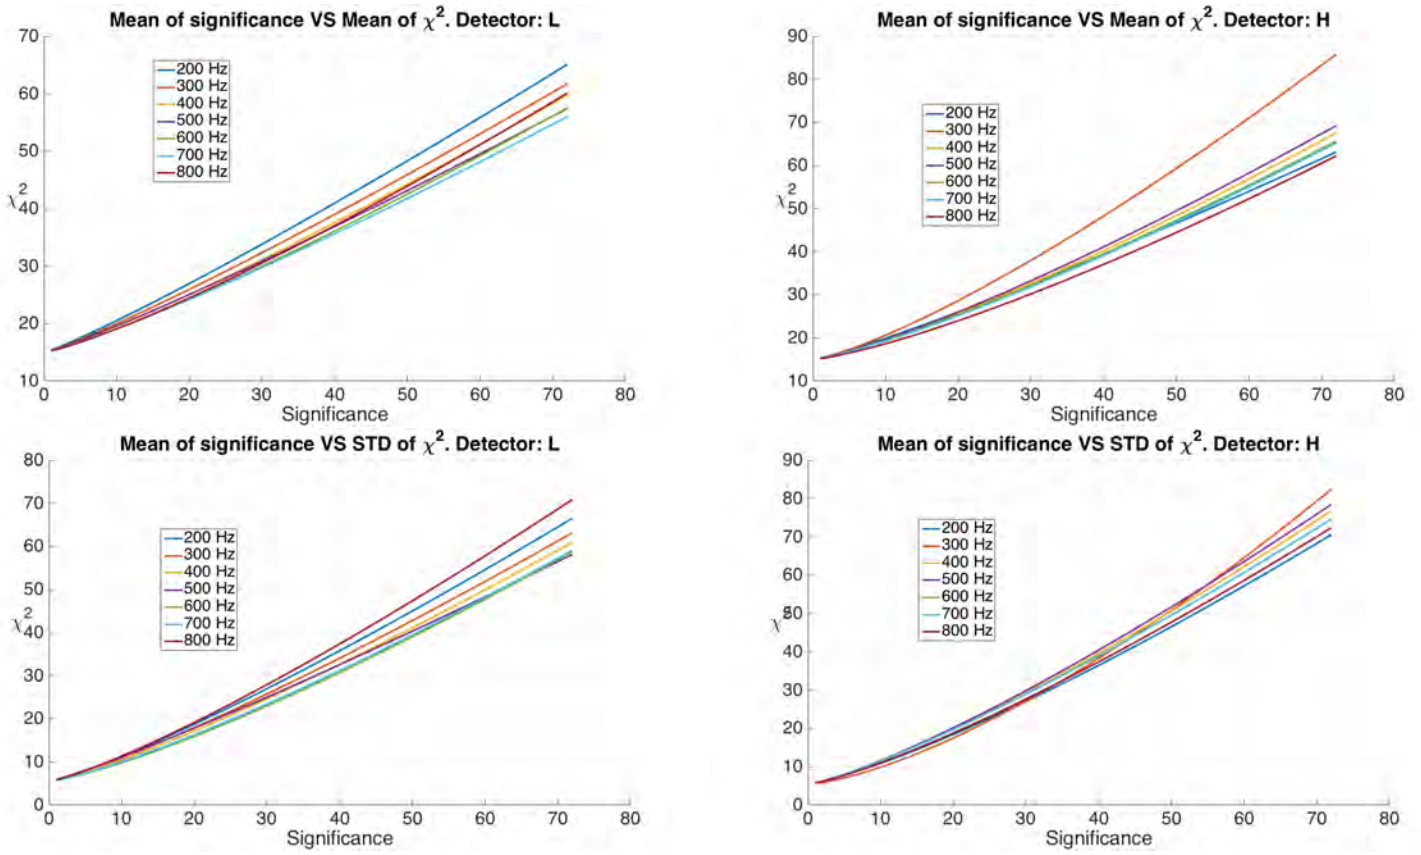 Mean of significance VS Mean of χ². Detector: L
70
60
50
40
30
20
10
χ²
200 Hz
300 Hz
400 Hz
500 Hz
600 Hz
700 Hz
800 Hz
0 10 20 30 40 50 60 70 80
Significance
Mean of significance VS Mean of χ². Detector: H
90
80
70
60
50
40
30
20
10
χ²
200 Hz
300 Hz
400 Hz
500 Hz
600 Hz
700 Hz
800 Hz
0 10 20 30 40 50 60 70 80
Significance
Mean of significance VS STD of χ². Detector: L
80
70
60
50
40
30
20
10
0
χ²
200 Hz
300 Hz
400 Hz
500 Hz
600 Hz
700 Hz
800 Hz
0 10 20 30 40 50 60 70 80
Significance
Mean of significance VS STD of χ². Detector: H
90
80
70
60
50
40
30
20
10
0
χ²
200 Hz
300 Hz
400 Hz
500 Hz
600 Hz
700 Hz
800 Hz
0 10 20 30 40 50 60 70 80
Significance